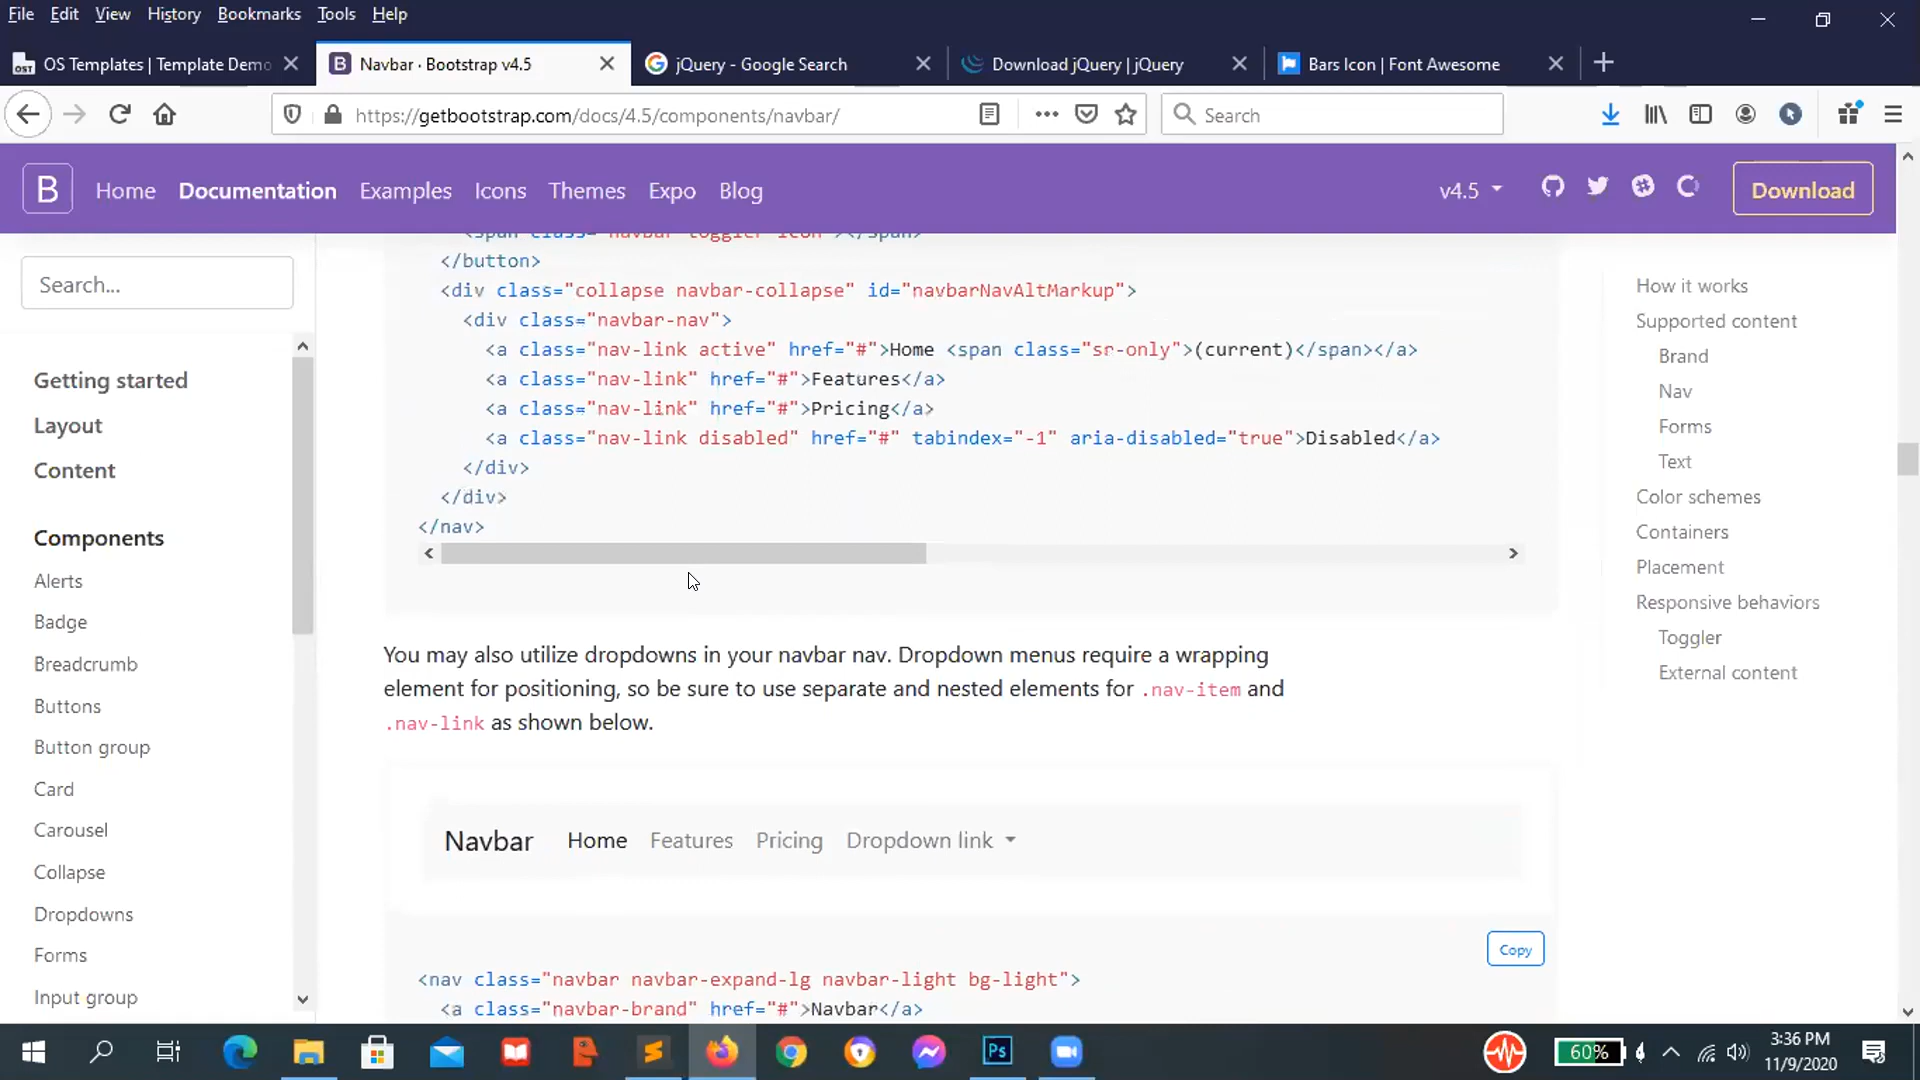 File Edit View History Bookmarks Tools Help
OST OS Templates | Template Demo
B Navbar · Bootstrap v4.5
jQuery - Google Search
Download jQuery | jQuery
Bars Icon | Font Awesome
https://getbootstrap.com/docs/4.5/components/navbar/
Search
B Home Documentation Examples Icons Themes Expo Blog v4.5 Download
Search...
Getting started
Layout
Content
Components
Alerts
Badge
Breadcrumb
Buttons
Button group
Card
Carousel
Collapse
Dropdowns
Forms
Input group
<span class="navbar-toggler-icon"></span>
</button>
<div class="collapse navbar-collapse" id="navbarNavAltMarkup">
<div class="navbar-nav">
<a class="nav-link active" href="#">Home <span class="sr-only">(current)</span></a>
<a class="nav-link" href="#">Features</a>
<a class="nav-link" href="#">Pricing</a>
<a class="nav-link disabled" href="#" tabindex="-1" aria-disabled="true">Disabled</a>
</div>
</div>
</nav>
You may also utilize dropdowns in your navbar nav. Dropdown menus require a wrapping
element for positioning, so be sure to use separate and nested elements for .nav-item and
.nav-link as shown below.
Navbar Home Features Pricing Dropdown link
Copy
<nav class="navbar navbar-expand-lg navbar-light bg-light">
<a class="navbar-brand" href="#">Navbar</a>
How it works
Supported content
Brand
Nav
Forms
Text
Color schemes
Containers
Placement
Responsive behaviors
Toggler
External content
Ps
60%
3:36 PM
11/9/2020